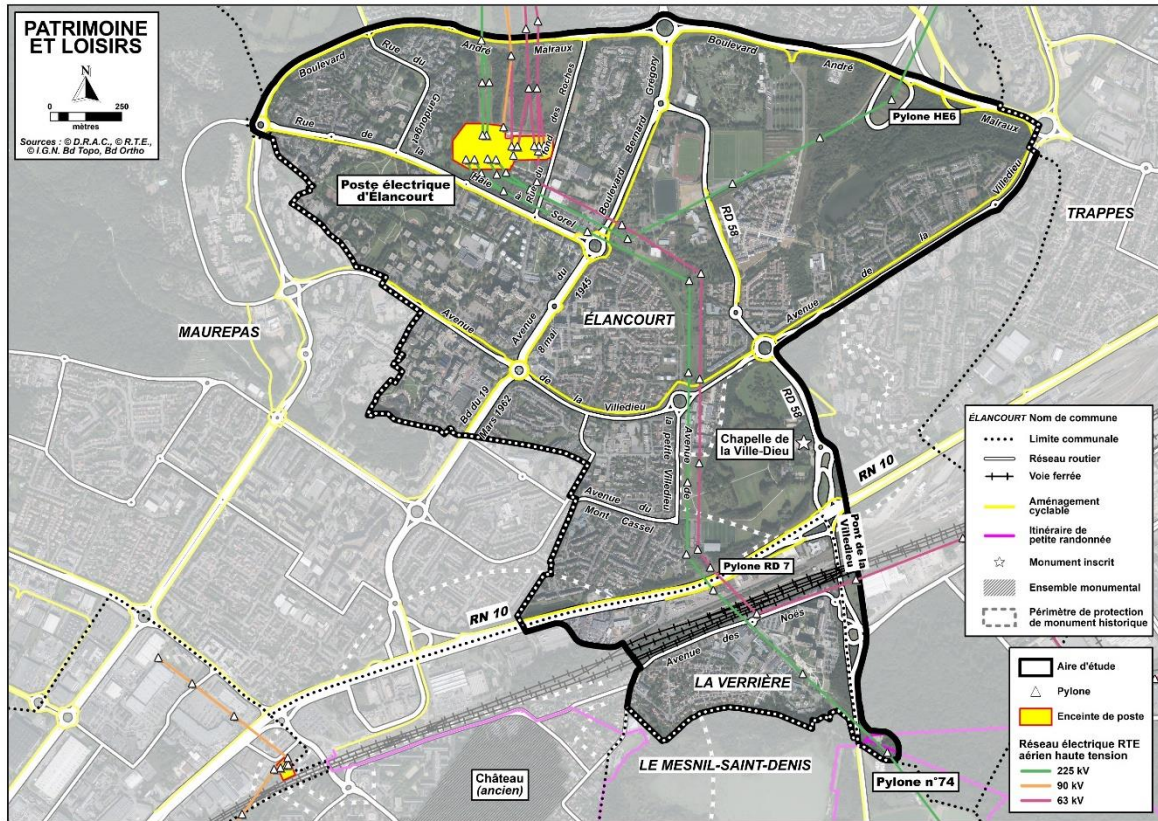 PATRIMOINE
ET LOISIRS
N
0
250
mètres
Sources : © D.R.A.C., © R.T.E.,
© I.G.N. Bd Topo, Bd Ortho
Boulevard
André
Malraux
Boulevard
André
Malraux
Rue
du
Gandouget
Rue du Fond des Roches
Boulevard Bernard Grégory
Pylone HE6
Rue
de
la
Haie
à
Sorel
Poste électrique
d'Élancourt
RD 58
Avenue
de
la
Villedieu
TRAPPES
MAUREPAS
ÉLANCOURT
Avenue
du
8 mai
1945
Avenue
de
la
Villedieu
Bd du 19
Mars 1962
RD 58
Avenue de
la petite Villedieu
Chapelle de
la Ville-Dieu
RN 10
Avenue du
Mont Cassel
Pont de la
Villedieu
Pylone RD 7
RN 10
Avenue des Noës
LA VERRIÈRE
LE MESNIL-SAINT-DENIS
Château
(ancien)
Pylone n°74
ÉLANCOURT Nom de commune
Limite communale
Réseau routier
Voie ferrée
Aménagement
cyclable
Itinéraire de
petite randonnée
Monument inscrit
Ensemble monumental
Périmètre de protection
de monument historique
Aire d'étude
Pylone
Enceinte de poste
Réseau électrique RTE
aérien haute tension
225 kV
90 kV
63 kV